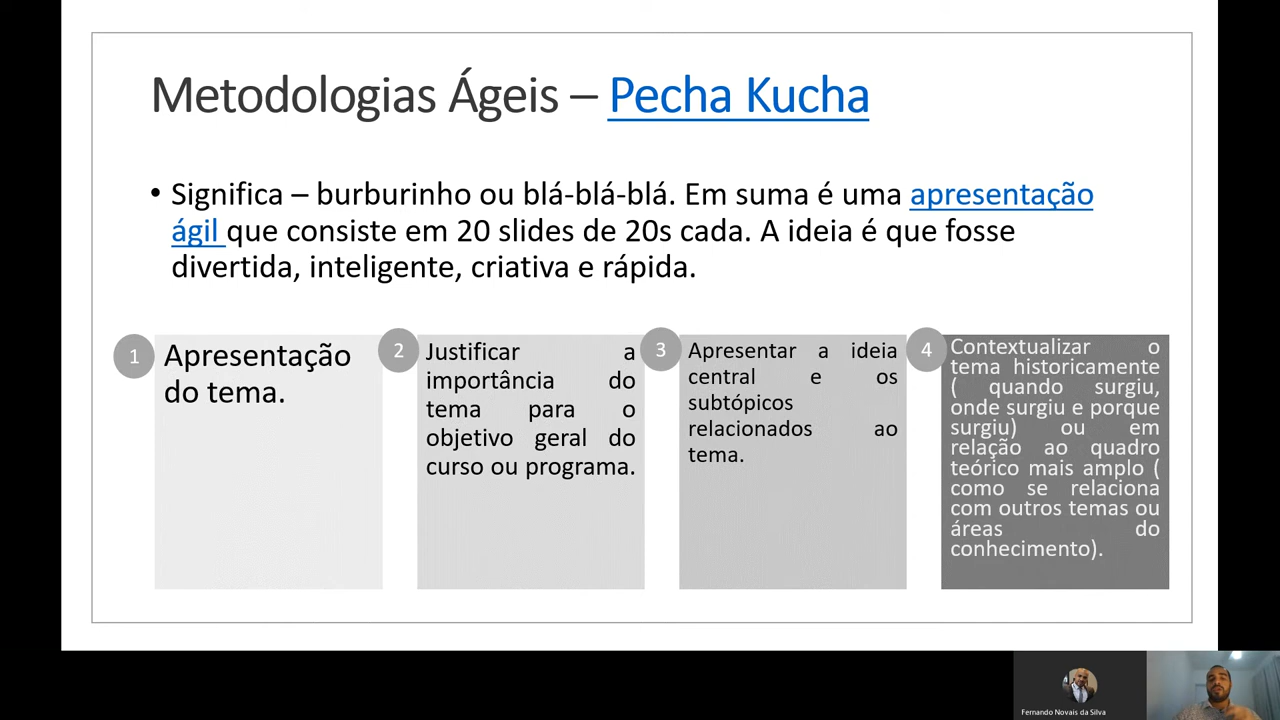 Metodologias Ágeis – Pecha Kucha
• Significa – burburinho ou blá-blá-blá. Em suma é uma apresentação
ágil que consiste em 20 slides de 20s cada. A ideia é que fosse
divertida, inteligente, criativa e rápida.
1
Apresentação
do tema.
2
Justificar a
importância do
tema para o
objetivo geral do
curso ou programa.
3
Apresentar a ideia
central e os
subtópicos
relacionados ao
tema.
4
Contextualizar o
tema historicamente
( quando surgiu,
onde surgiu e porque
surgiu) ou em
relação ao quadro
teórico mais amplo (
como se relaciona
com outros temas ou
áreas do
conhecimento).
Fernando Novais da Silva